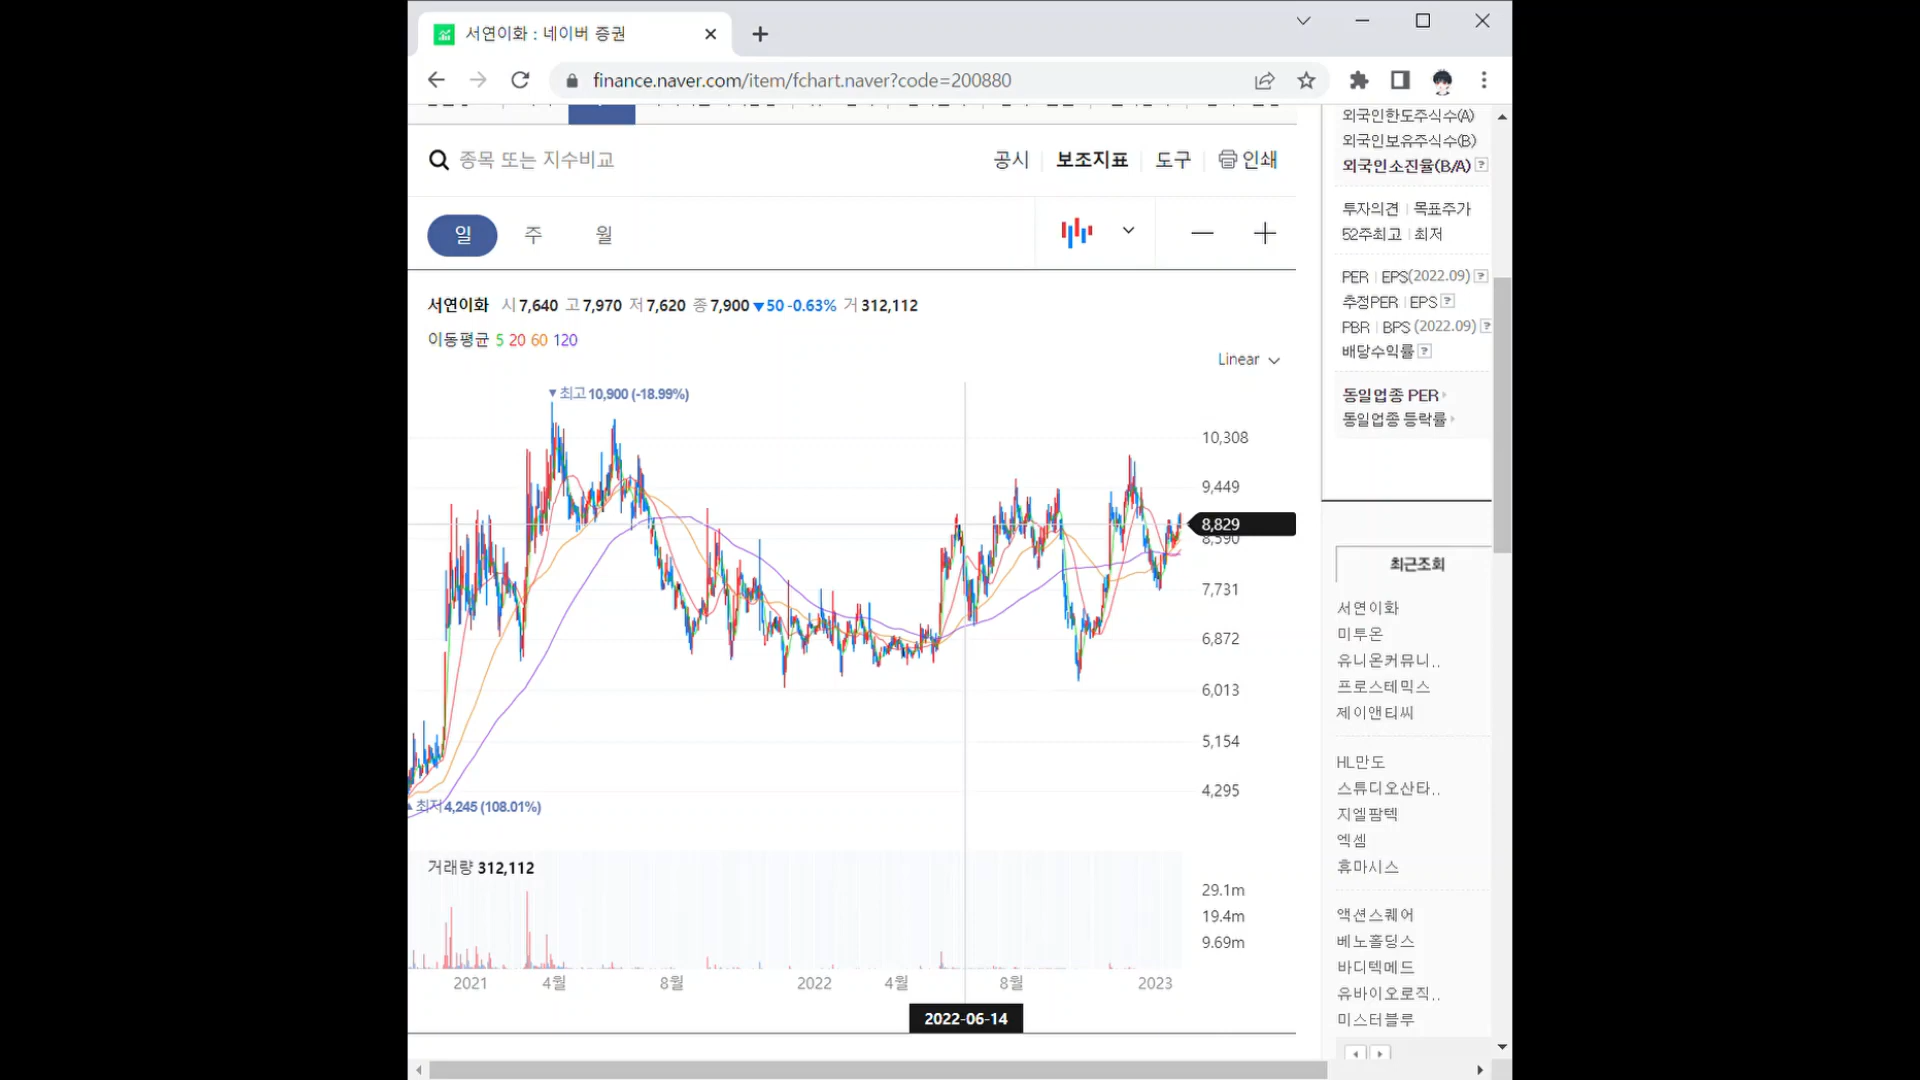 서연이화 : 네이버 증권
finance.naver.com/item/fchart.naver?code=200880
종목 또는 지수비교
공시
보조지표
도구
인쇄
일
주
월
서연이화 시 7,640 고 7,970 저 7,620 종 7,900 ▼50 -0.63% 거 312,112
이동평균 5 20 60 120
Linear
▼최고 10,900 (-18.99%)
10,308
9,449
8,829
8,590
7,731
6,872
6,013
5,154
4,295
▲최저 4,245 (108.01%)
거래량 312,112
29.1m
19.4m
9.69m
2021 4월 8월 2022 4월 8월 2023
2022-06-14
외국인한도주식수(A)
외국인보유주식수(B)
외국인소진율(B/A) ?
투자의견 | 목표주가
52주최고 | 최저
PER | EPS(2022.09) ?
추정PER | EPS ?
PBR | BPS (2022.09) ?
배당수익률 ?
동일업종 PER
동일업종 등락률
최근조회
서연이화
미투온
유니온커뮤니..
프로스테믹스
제이앤티씨
HL만도
스튜디오산타..
지엘팜텍
엑셈
휴마시스
액션스퀘어
베노홀딩스
바디텍메드
유바이오로직..
미스터블루